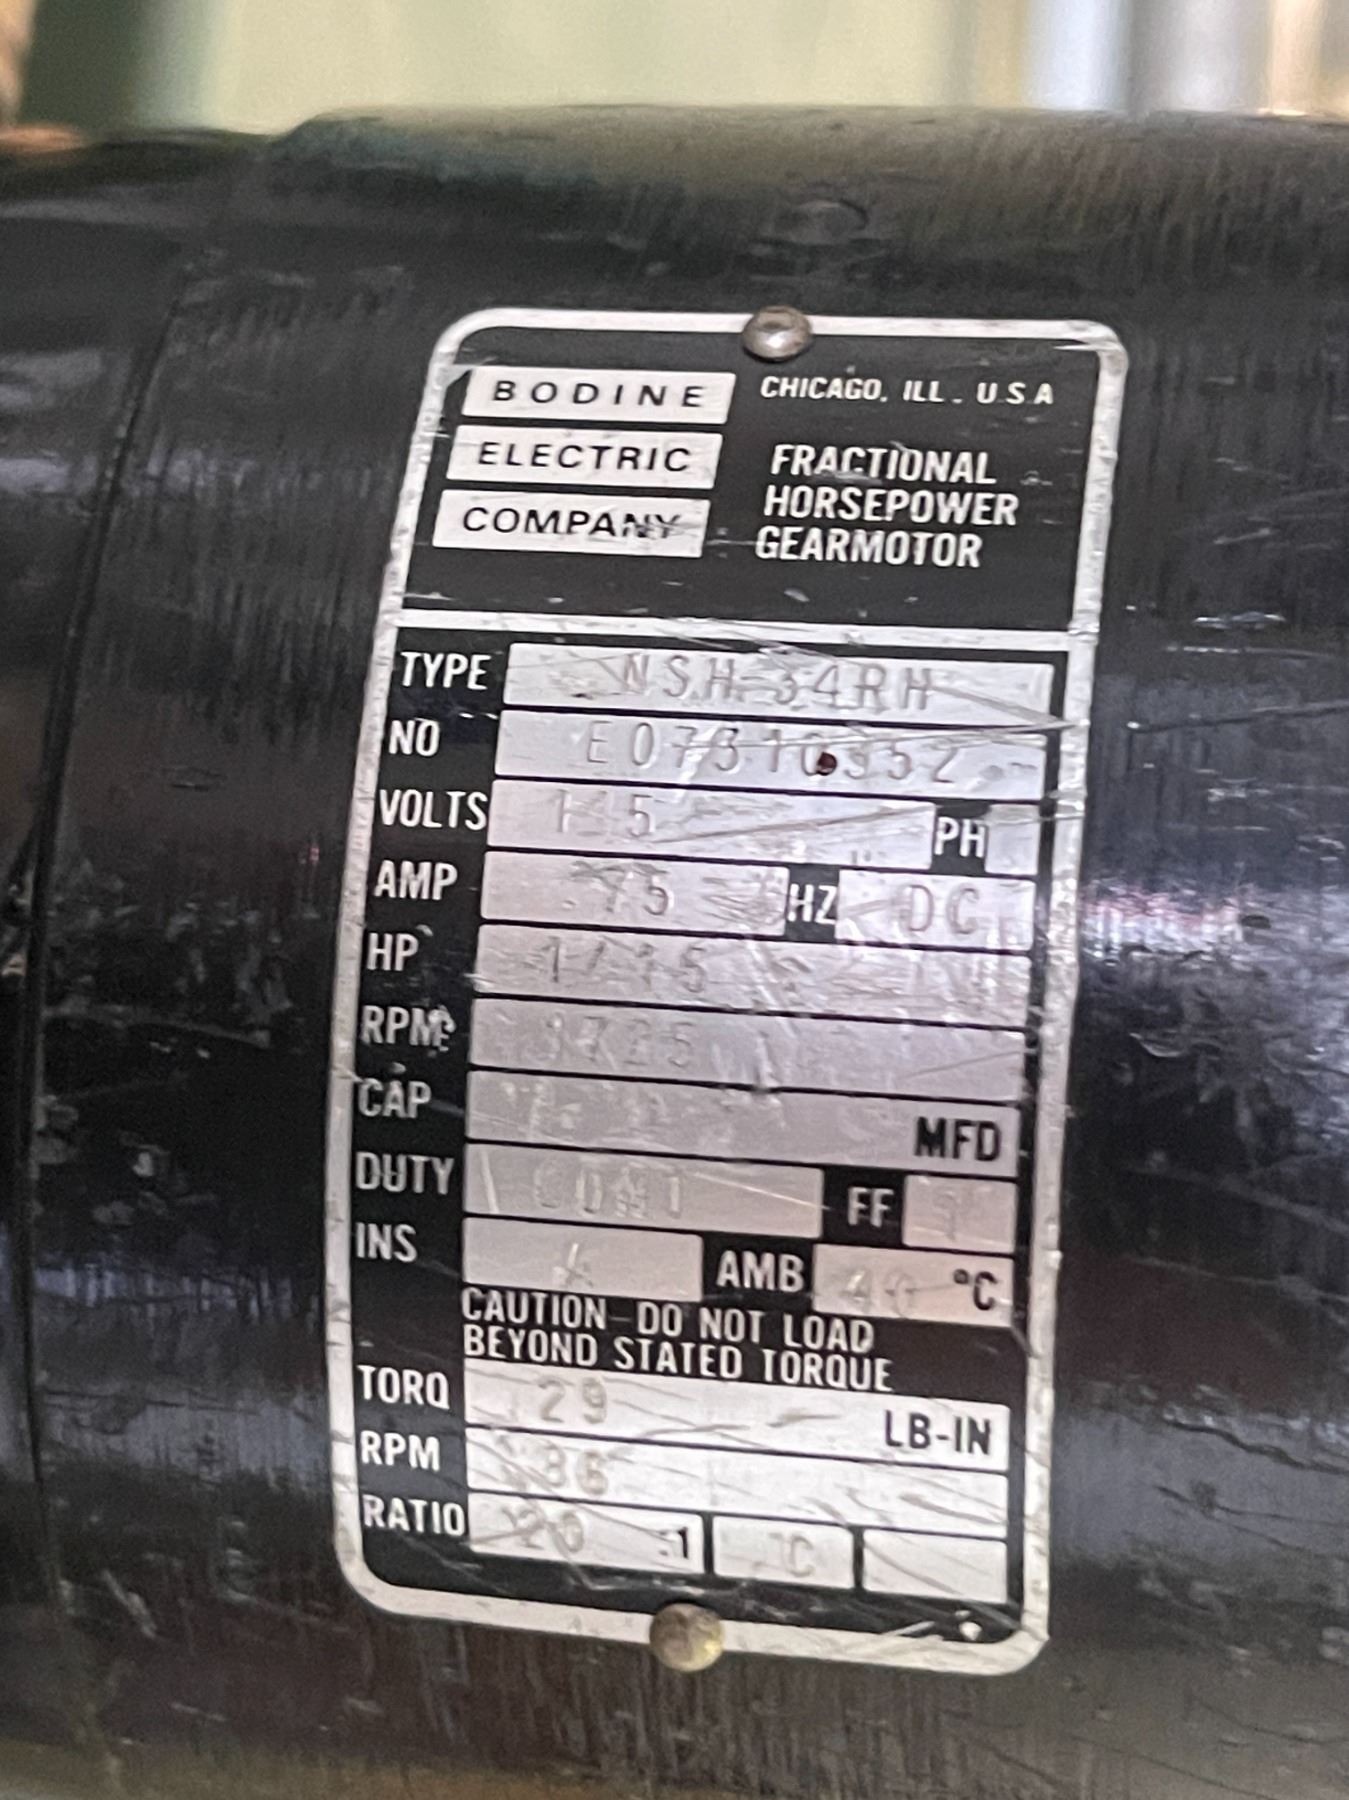 BODINE CHICAGO, ILL. U.S.A
ELECTRIC
COMPANY
FRACTIONAL
HORSEPOWER
GEARMOTOR
TYPE NSH-34RH
NO
VOLTS 115 PH
AMP .75 HZ DC
HP 1/15
RPM
CAP MFD
DUTY CONT FF
INS AMB 40 °C
CAUTION-DO NOT LOAD
BEYOND STATED TORQUE
TORQ 29 LB-IN
RPM 86
RATIO 20 :1